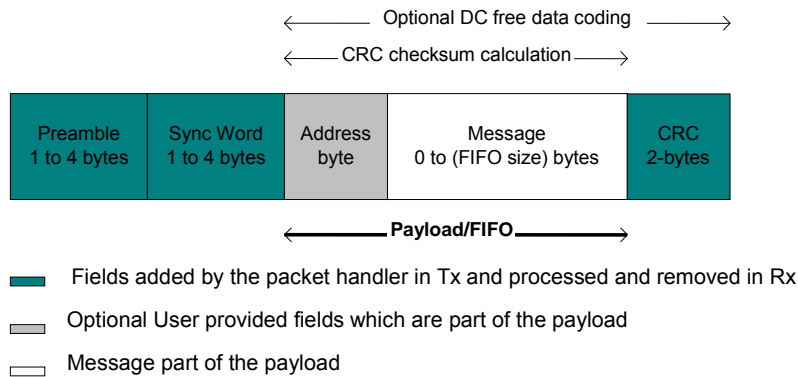 Optional DC free data coding
CRC checksum calculation
Preamble
1 to 4 bytes
Sync Word
1 to 4 bytes
Address
byte
Message
0 to (FIFO size) bytes
CRC
2-bytes
Payload/FIFO
Fields added by the packet handler in Tx and processed and removed in Rx
Optional User provided fields which are part of the payload
Message part of the payload